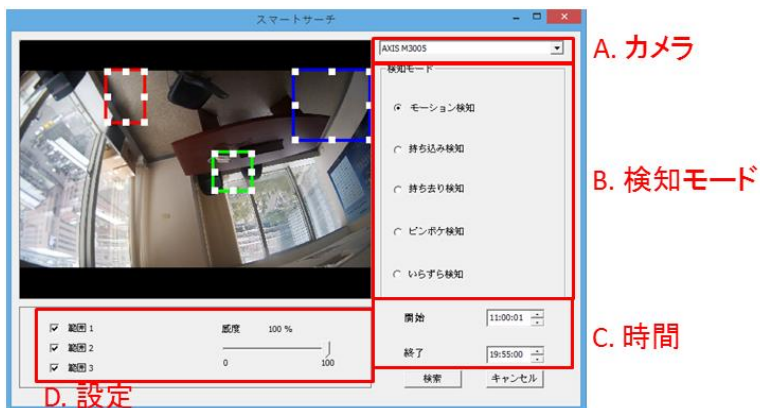 スマートサーチ
AXIS M3005
A. カメラ
検知モード
モーション検知
持ち込み検知
持ち去り検知
B. 検知モード
ピンボケ検知
いらずら検知
開始 11:00:01
C. 時間
終了 19:55:00
検索 キャンセル
範囲 1
範囲 2
範囲 3
感度 100 %
0 100
D. 設定